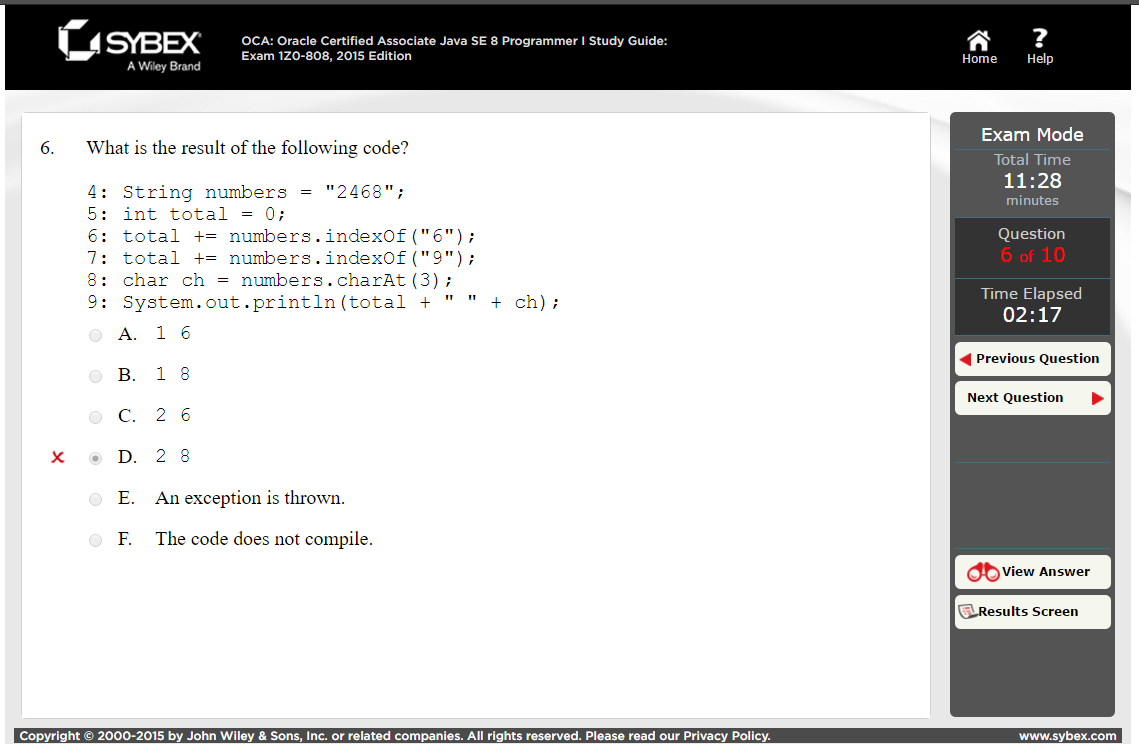 SYBEX
A Wiley Brand
OCA: Oracle Certified Associate Java SE 8 Programmer I Study Guide:
Exam 1Z0-808, 2015 Edition
Home
?
Help
6. What is the result of the following code?
4: String numbers = "2468";
5: int total = 0;
6: total += numbers.indexOf("6");
7: total += numbers.indexOf("9");
8: char ch = numbers.charAt(3);
9: System.out.println(total + " " + ch);
A. 1 6
B. 1 8
C. 2 6
D. 2 8
E. An exception is thrown.
F. The code does not compile.
Exam Mode
Total Time
11:28
minutes
Question
6 of 10
Time Elapsed
02:17
Previous Question
Next Question
View Answer
Results Screen
Copyright © 2000-2015 by John Wiley & Sons, Inc. or related companies. All rights reserved. Please read our Privacy Policy.
www.sybex.com